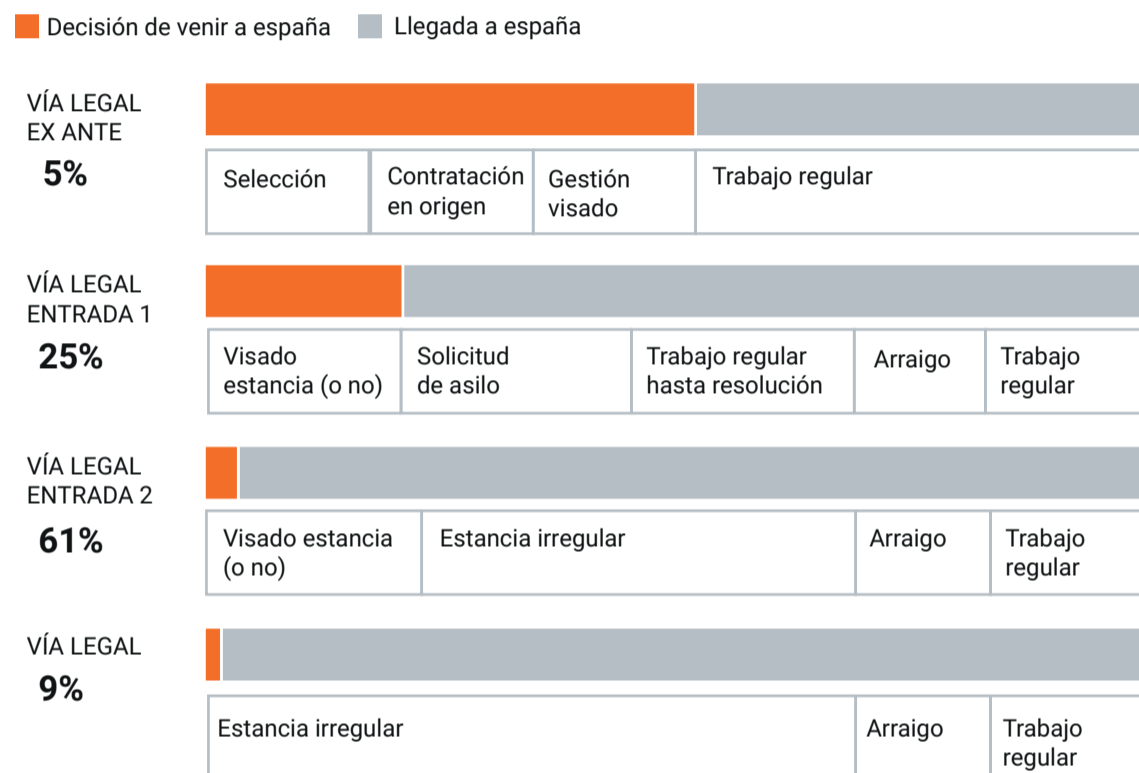 Decisión de venir a españa
Llegada a españa
VÍA LEGAL
EX ANTE
5%
Selección
Contratación
en origen
Gestión
visado
Trabajo regular
VÍA LEGAL
ENTRADA 1
25%
Visado
estancia (o no)
Solicitud
de asilo
Trabajo regular
hasta resolución
Arraigo
Trabajo
regular
VÍA LEGAL
ENTRADA 2
61%
Visado estancia
(o no)
Estancia irregular
Arraigo
Trabajo
regular
VÍA LEGAL
9%
Estancia irregular
Arraigo
Trabajo
regular